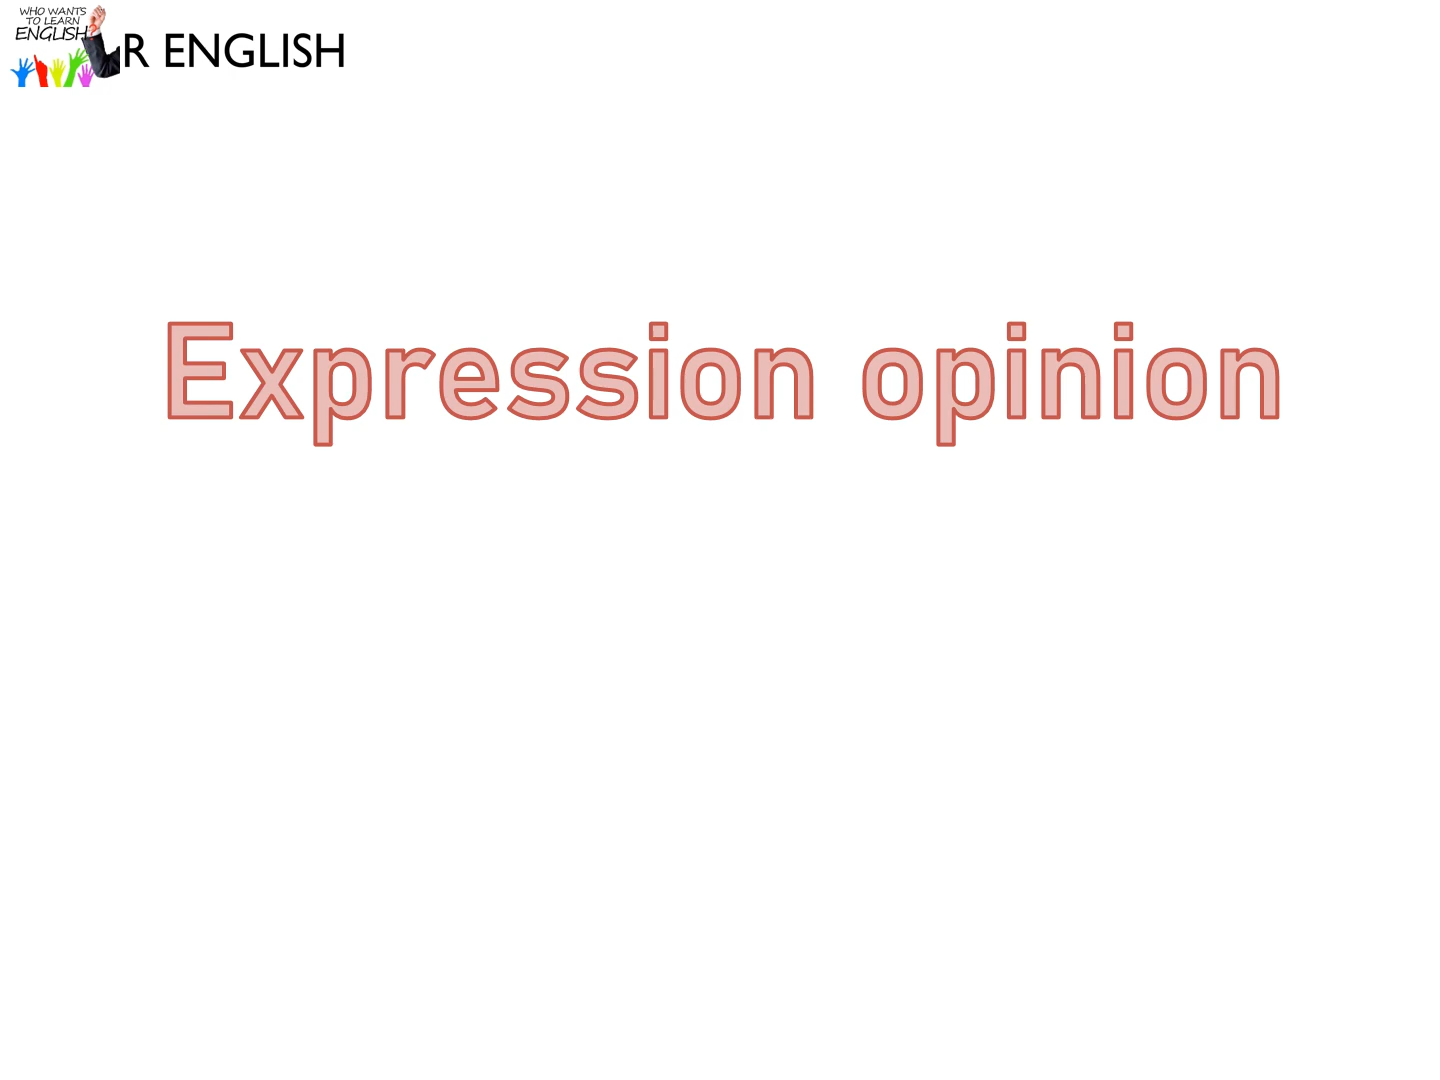 WHO WANTS
TO LEARN
ENGLISH?
R ENGLISH
Expression opinion